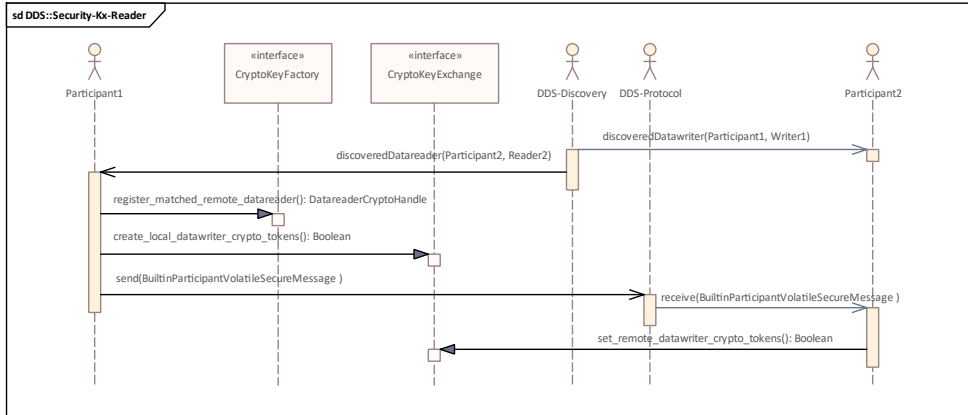 sd DDS::Security-Kx-Reader
«interface»
CryptoKeyFactory
«interface»
CryptoKeyExchange
Participant1
DDS-Discovery
DDS-Protocol
Participant2
discoveredDatawriter(Participant1, Writer1)
discoveredDatareader(Participant2, Reader2)
register_matched_remote_datareader(): DatareaderCryptoHandle
create_local_datawriter_crypto_tokens(): Boolean
send(BuiltinParticipantVolatileSecureMessage )
receive(BuiltinParticipantVolatileSecureMessage )
set_remote_datawriter_crypto_tokens(): Boolean